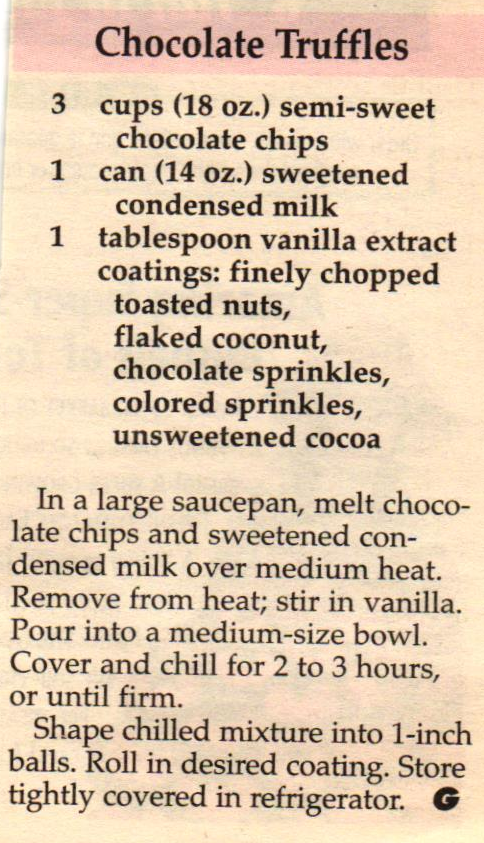 Chocolate Truffles
3 cups (18 oz.) semi-sweet
chocolate chips
1 can (14 oz.) sweetened
condensed milk
1 tablespoon vanilla extract
coatings: finely chopped
toasted nuts,
flaked coconut,
chocolate sprinkles,
colored sprinkles,
unsweetened cocoa
In a large saucepan, melt choco-
late chips and sweetened con-
densed milk over medium heat.
Remove from heat; stir in vanilla.
Pour into a medium-size bowl.
Cover and chill for 2 to 3 hours,
or until firm.
Shape chilled mixture into 1-inch
balls. Roll in desired coating. Store
tightly covered in refrigerator. G